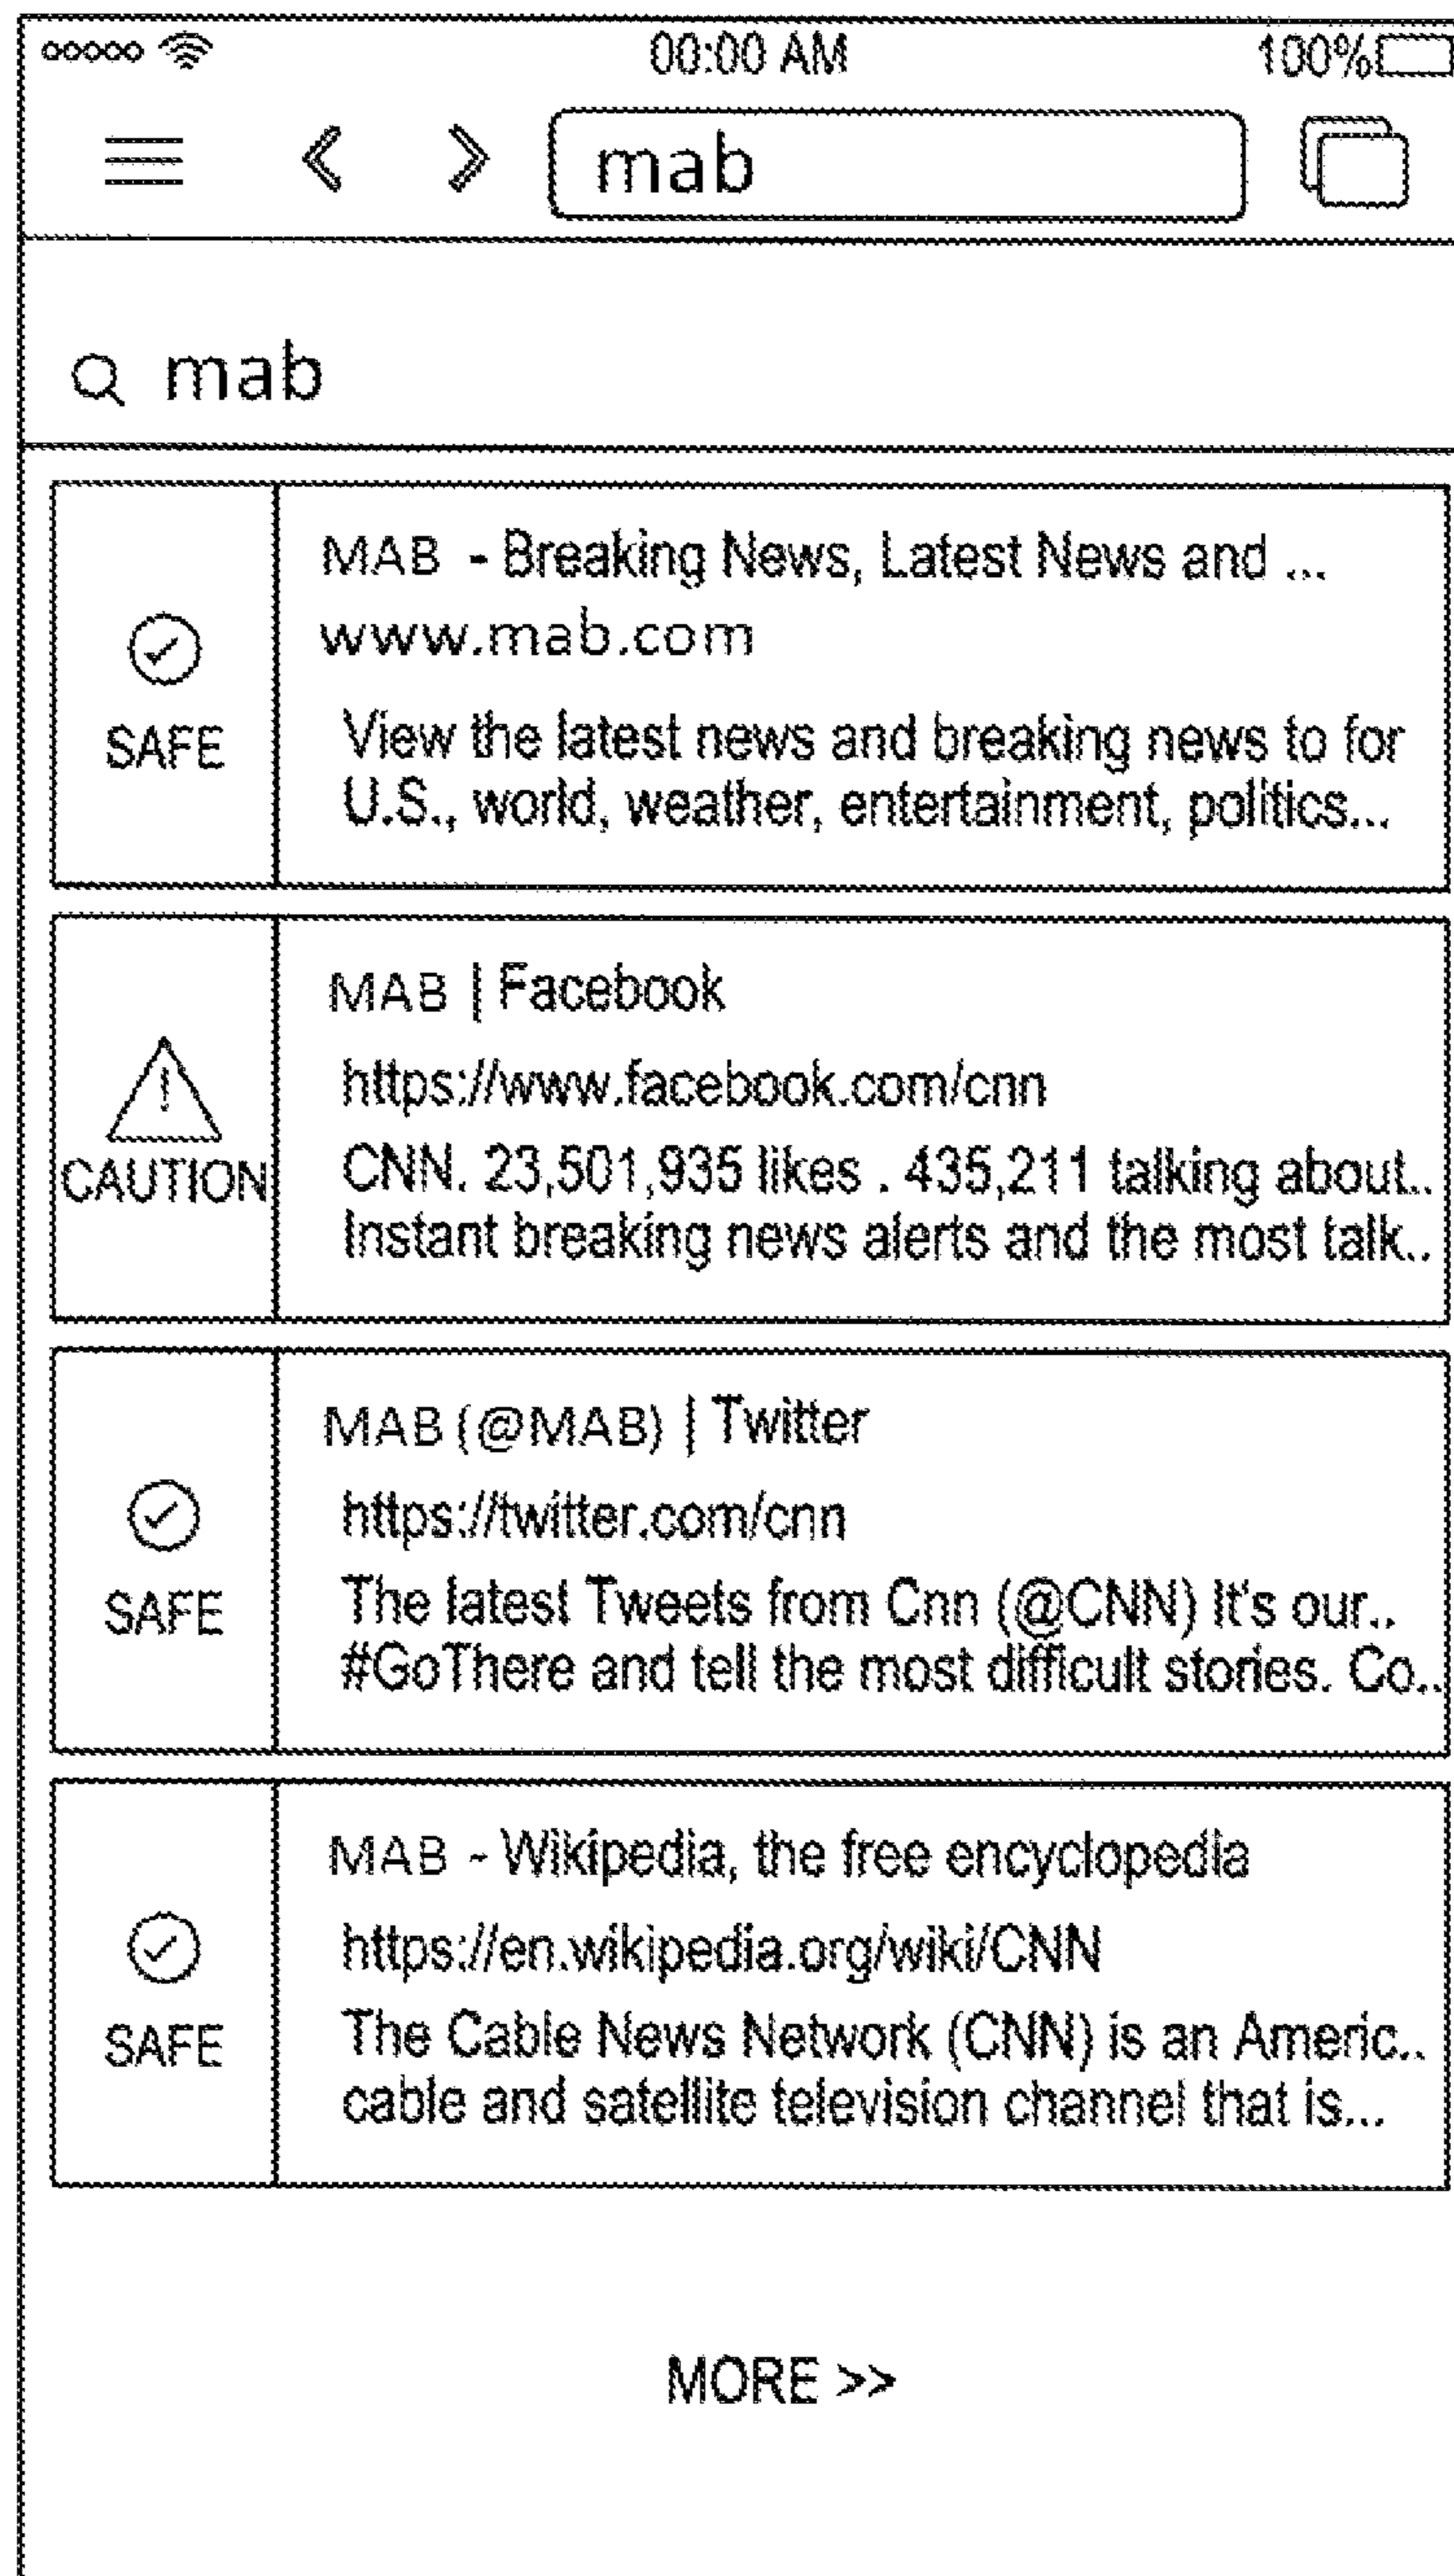 00:00 AM 100%
mab
mab
MAB - Breaking News, Latest News and ...
www.mab.com
SAFE
View the latest news and breaking news to for
U.S., world, weather, entertainment, politics...
MAB | Facebook
https://www.facebook.com/cnn
CAUTION
CNN. 23,501,935 likes . 435,211 talking about..
Instant breaking news alerts and the most talk..
MAB (@MAB) | Twitter
https://twitter.com/cnn
SAFE
The latest Tweets from Cnn (@CNN) It's our..
#GoThere and tell the most difficult stories. Co..
MAB - Wikipedia, the free encyclopedia
https://en.wikipedia.org/wiki/CNN
SAFE
The Cable News Network (CNN) is an Americ..
cable and satellite television channel that is...
MORE >>